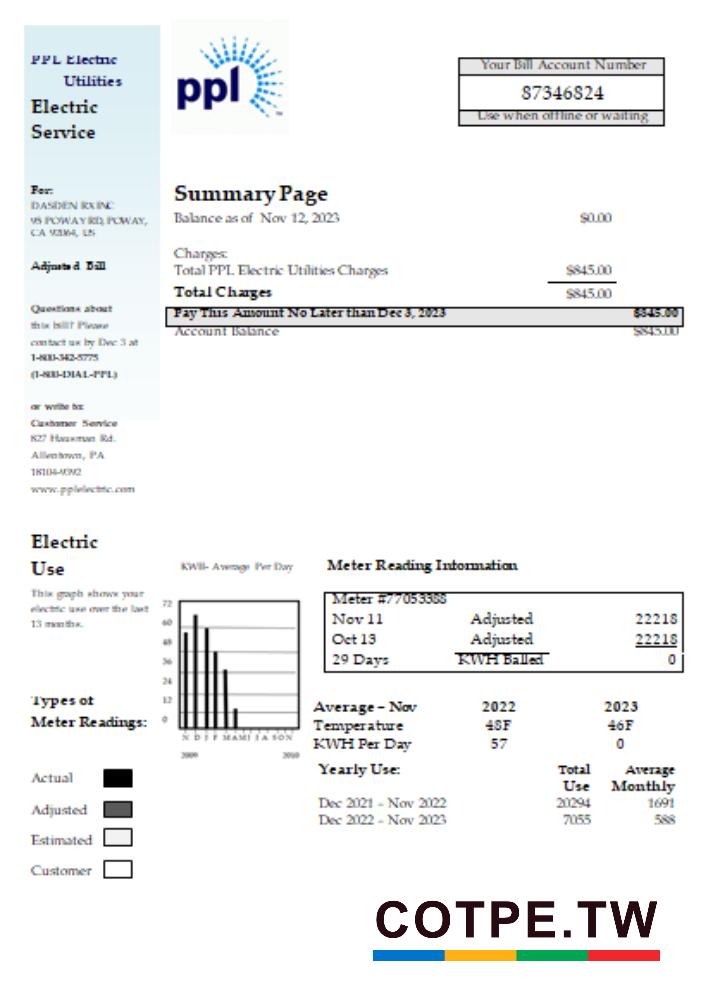 PPL Electric
Utilities
Electric
Service
ppl
TM
Your Bill Account Number
87346824
Use when offline or waiting
For:
DASDEN RX INC
95 POWAY RD, POWAY,
CA 92064, US
Adjusted Bill
Questions about
this bill? Please
contact us by Dec 3 at
1-800-342-5775
(1-800-DIAL-PPL)
or write to:
Customer Service
827 Hausman Rd.
Allentown, PA
18104-9392
www.pplelectric.com
Summary Page
Balance as of Nov 12, 2023 $0.00
Charges:
Total PPL Electric Utilities Charges $845.00
Total Charges $845.00
Pay This Amount No Later than Dec 3, 2023 $845.00
Account Balance $845.00
Electric
Use
This graph shows your
electric use over the last
13 months.
Types of
Meter Readings:
Actual
Adjusted
Estimated
Customer
KWH- Average Per Day
72
60
48
36
24
12
0
N D J F M A M J J A S O N
2009 2010
Meter Reading Information
Meter #77053388
Nov 11 Adjusted 22218
Oct 13 Adjusted 22218
29 Days KWH Balled 0
Average – Nov 2022 2023
Temperature 48F 46F
KWH Per Day 57 0
Yearly Use: Total Average
Use Monthly
Dec 2021 – Nov 2022 20294 1691
Dec 2022 – Nov 2023 7055 588
COTPE.TW